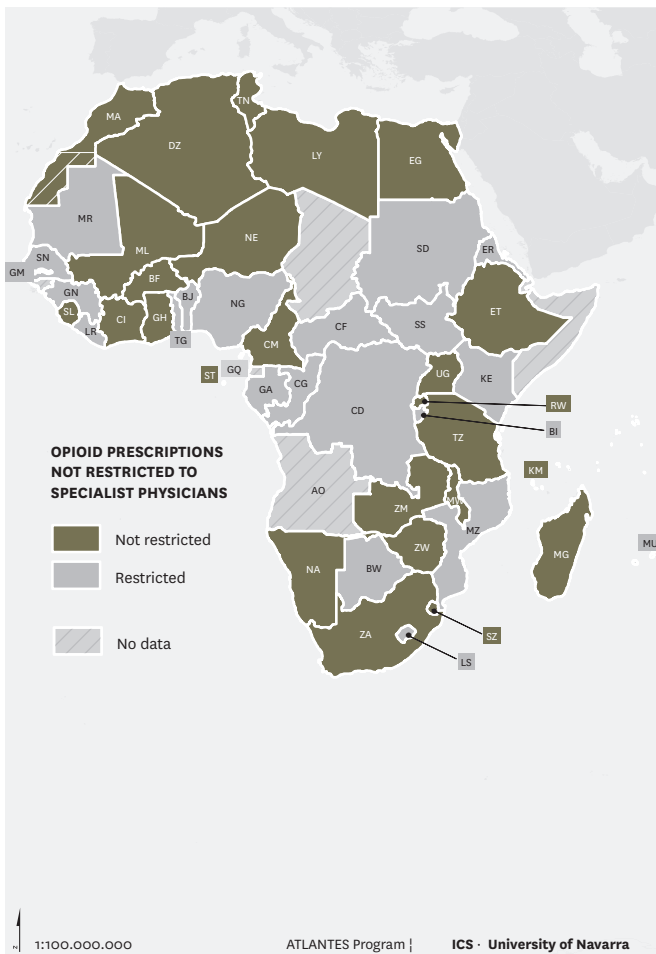 TN
MA
DZ
LY
EG
MR
ML
NE
SD
SN
ER
GM
BF
GN
BJ
NG
ET
SL
CI
GH
LR
CF
SS
TG
CM
ST
GQ
UG
KE
GA
CG
RW
CD
BI
TZ
OPIOID PRESCRIPTIONS
NOT RESTRICTED TO
SPECIALIST PHYSICIANS
KM
AO
MW
ZM
MZ
Not restricted
MU
ZW
MG
NA
BW
Restricted
ZA
SZ
No data
LS
N
1:100.000.000
ATLANTES Program ¦ ICS · University of Navarra